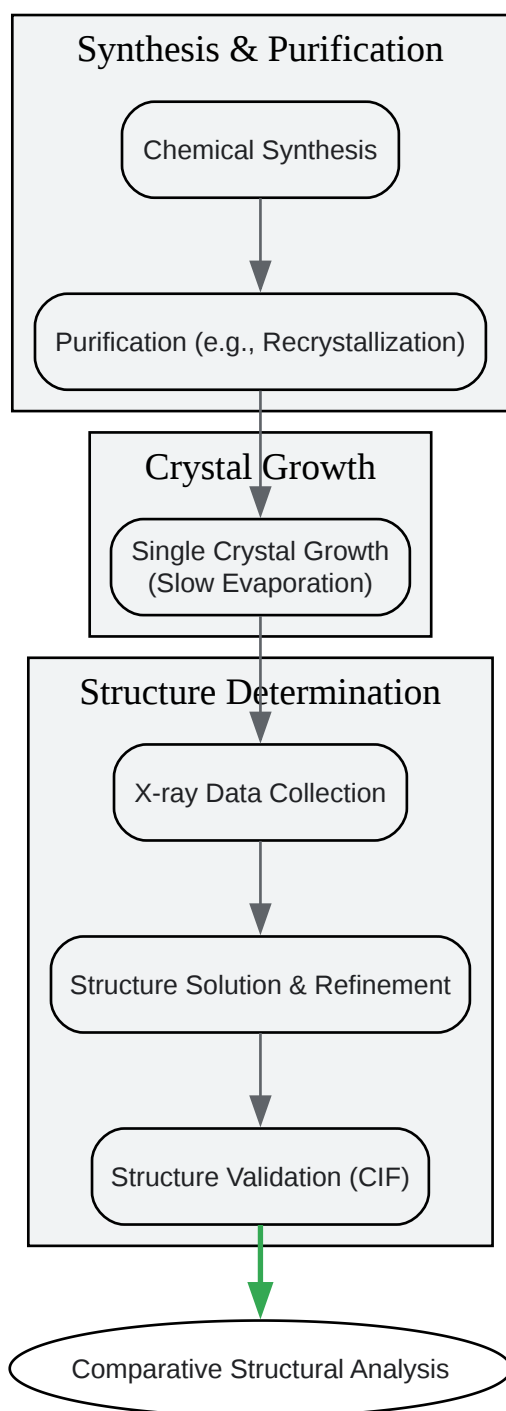 Synthesis & Purification
Chemical Synthesis
Purification (e.g., Recrystallization)
Crystal Growth
Single Crystal Growth
(Slow Evaporation)
Structure Determination
X-ray Data Collection
Structure Solution & Refinement
Structure Validation (CIF)
Comparative Structural Analysis